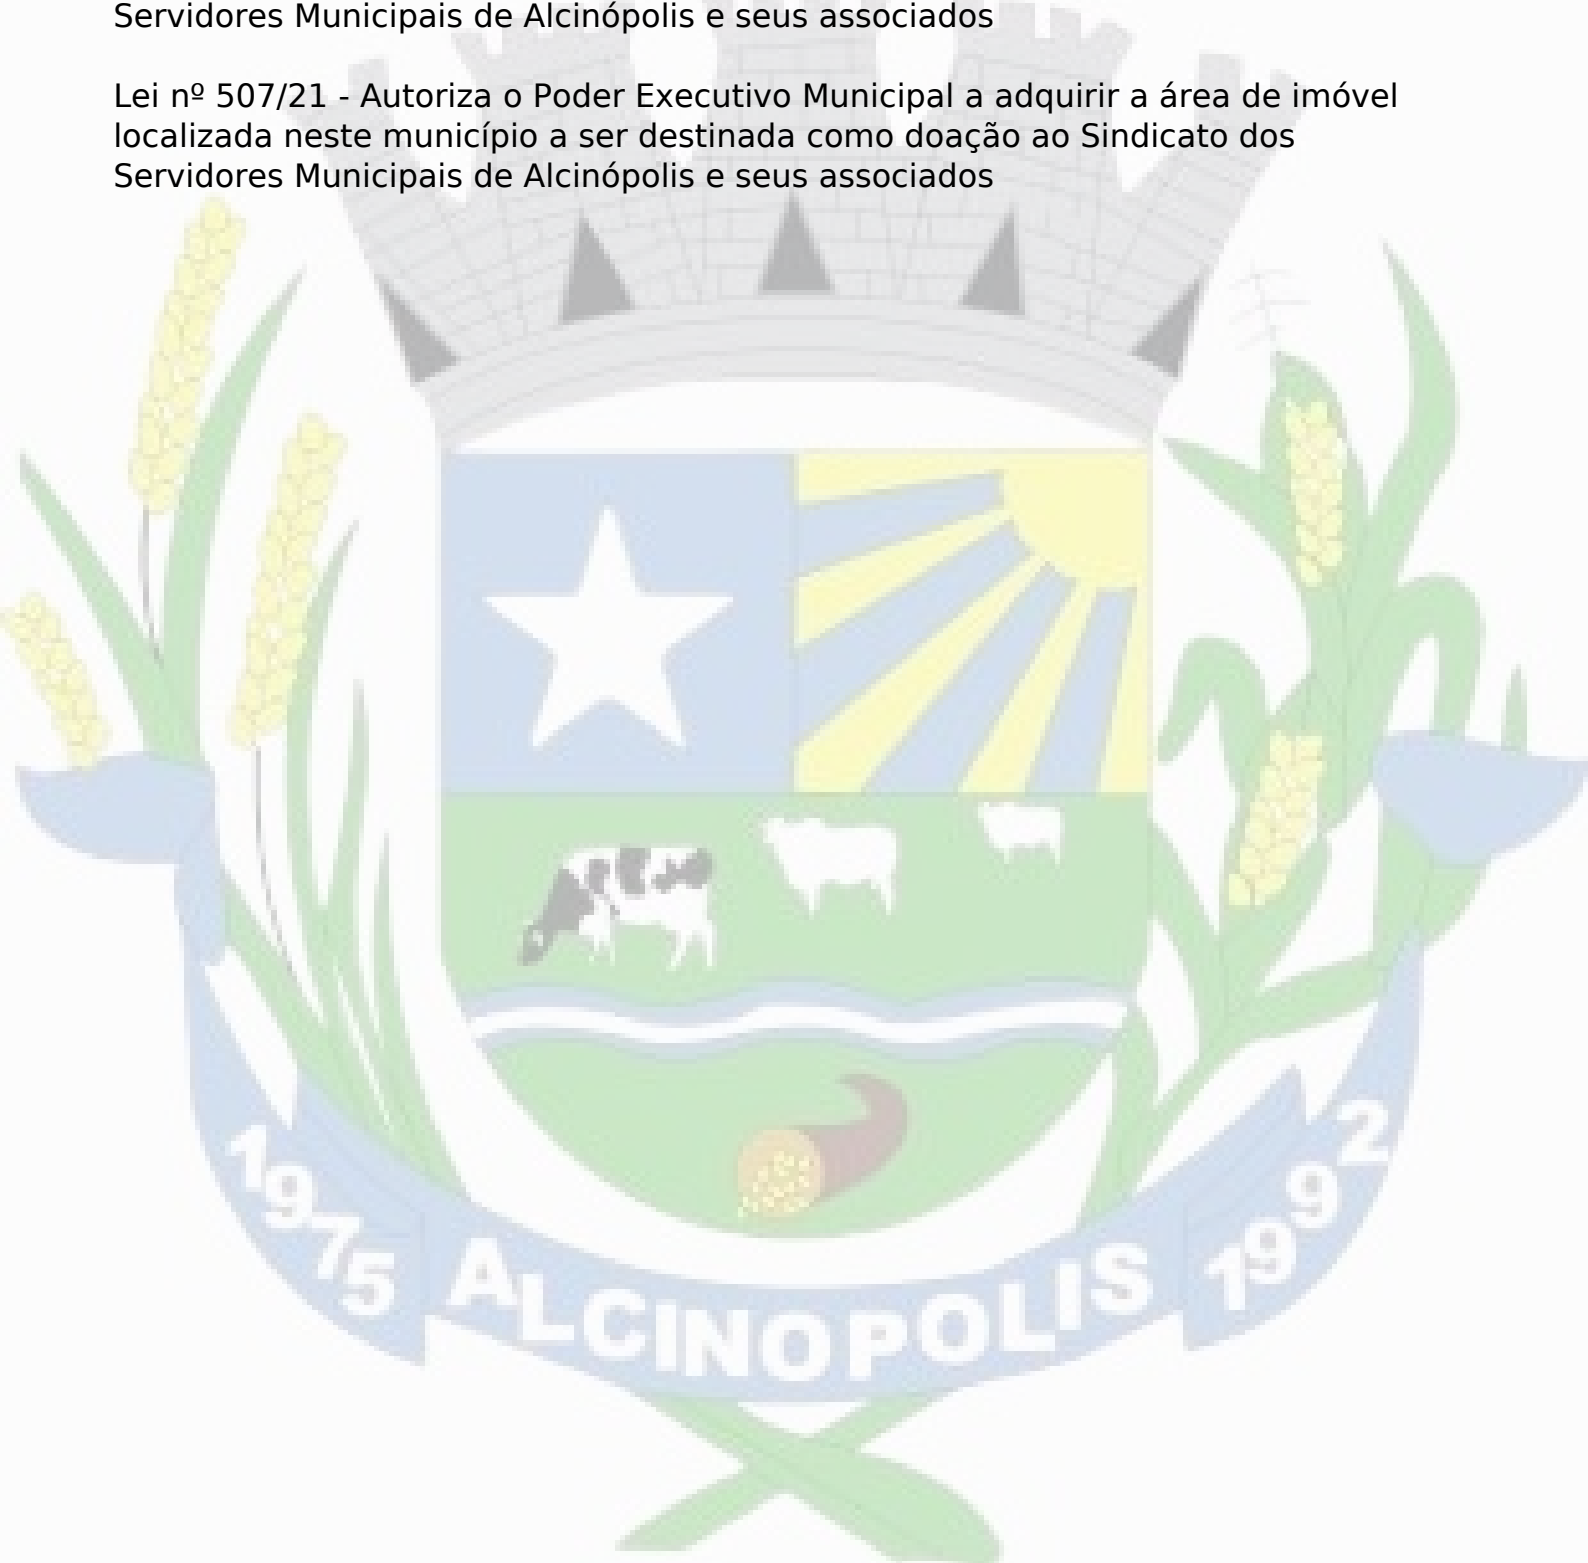 Servidores Municipais de Alcinópolis e seus associados
Lei nº 507/21 - Autoriza o Poder Executivo Municipal a adquirir a área de imóvel
localizada neste município a ser destinada como doação ao Sindicato dos
Servidores Municipais de Alcinópolis e seus associados
1975 ALCINOPOLIS 1992